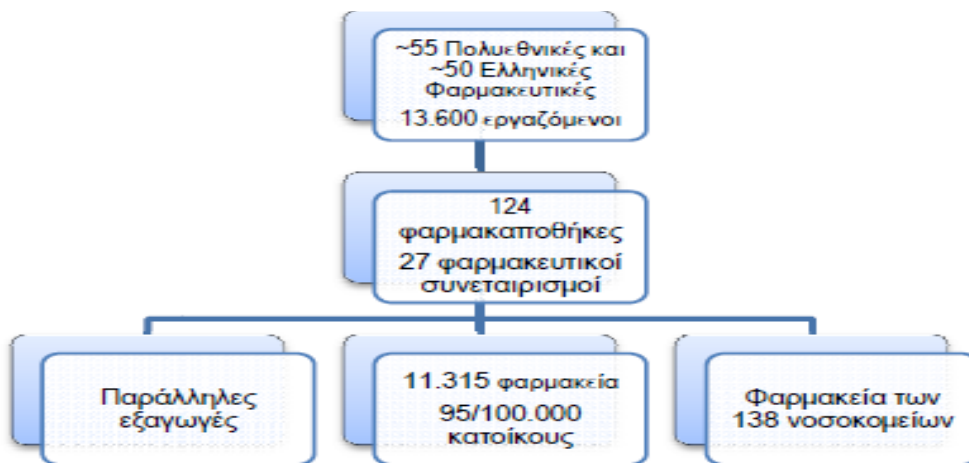 ~55 Πολυεθνικές και
~50 Ελληνικές
Φαρμακευτικές
13.600 εργαζόμενοι
124
φαρμακαποθήκες
27 φαρμακευτικοί
συνεταιρισμοί
Παράλληλες
εξαγωγές
11.315 φαρμακεία
95/100.000
κατοίκους
Φαρμακεία των
138 νοσοκομείων